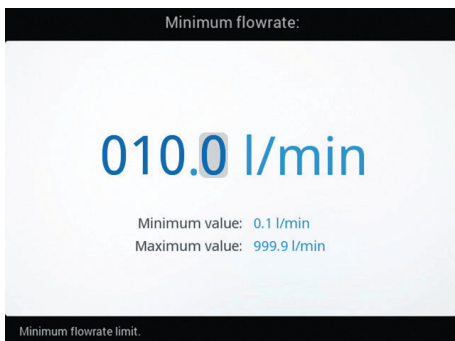 Minimum flowrate:
010.0 l/min
Minimum value: 0.1 l/min
Maximum value: 999.9 l/min
Minimum flowrate limit.